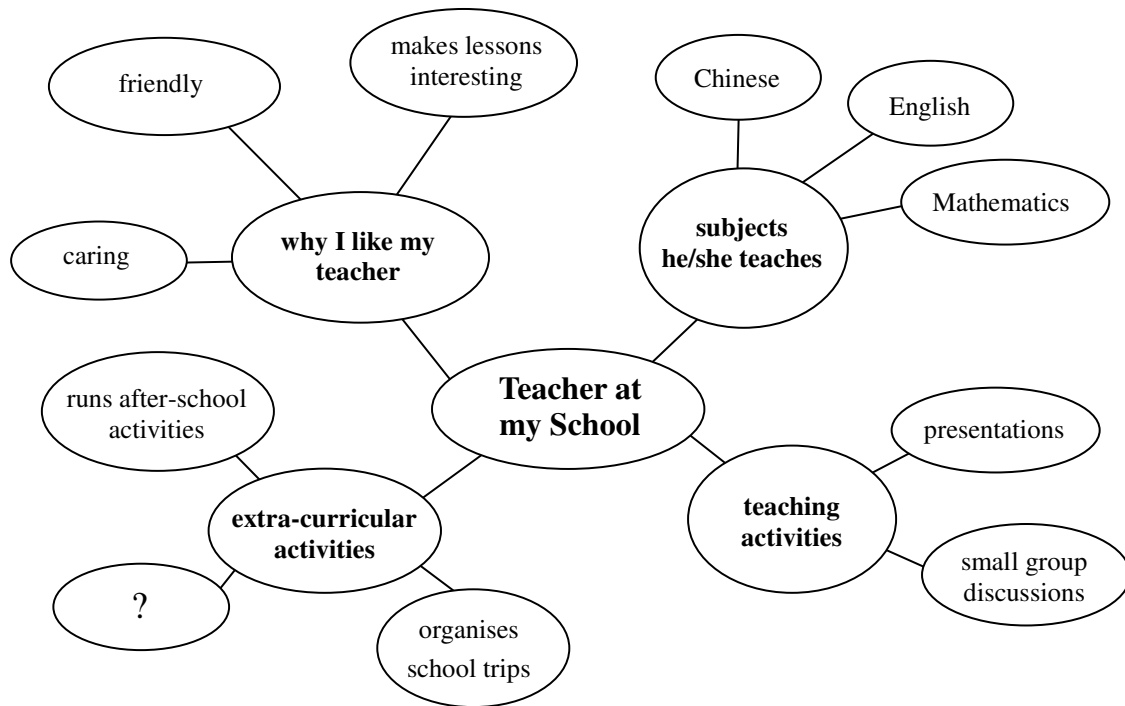 makes lessons
interesting
friendly
Chinese
English
Mathematics
why I like my
teacher
subjects
he/she teaches
caring
Teacher at
my School
runs after-school
activities
presentations
extra-curricular
activities
teaching
activities
small group
discussions
?
organises
school trips